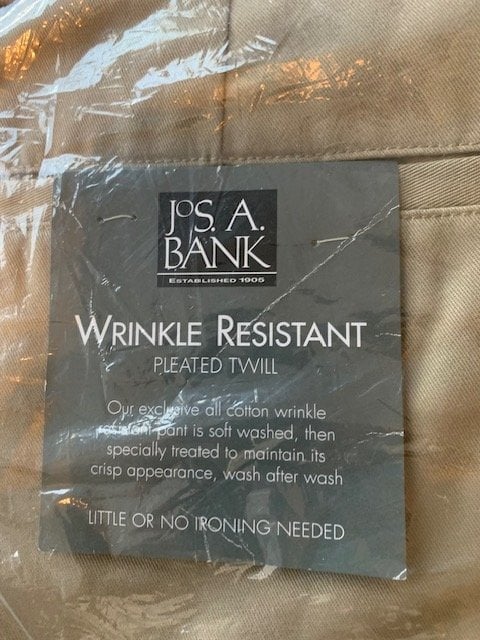 JoS. A.
BANK
ESTABLISHED 1905
WRINKLE RESISTANT
PLEATED TWILL
Our exclusive all cotton wrinkle
resistant pant is soft washed, then
specially treated to maintain its
crisp appearance, wash after wash
LITTLE OR NO IRONING NEEDED